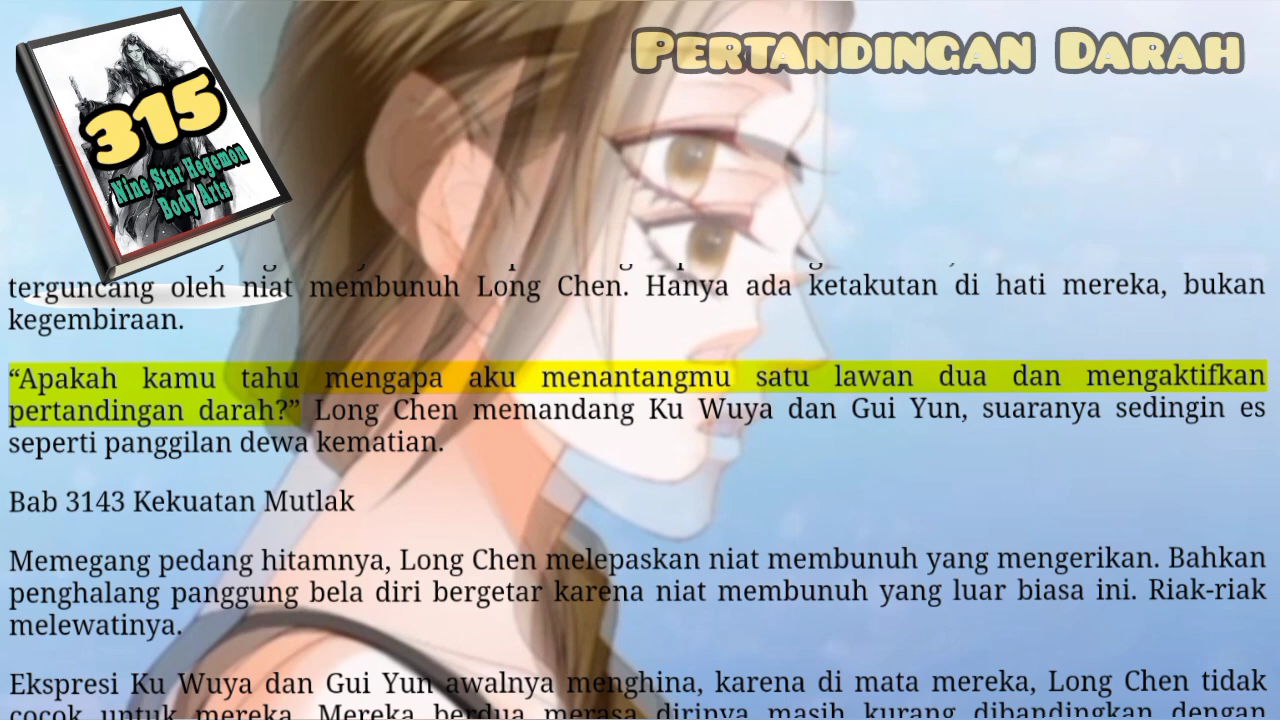 PERTANDINGAN DARAH
315
Nine Star Hegemon
Body Arts
terguncang oleh niat membunuh Long Chen. Hanya ada ketakutan di hati mereka, bukan
kegembiraan.
“Apakah kamu tahu mengapa aku menantangmu satu lawan dua dan mengaktifkan
pertandingan darah?” Long Chen memandang Ku Wuya dan Gui Yun, suaranya sedingin es
seperti panggilan dewa kematian.
Bab 3143 Kekuatan Mutlak
Memegang pedang hitamnya, Long Chen melepaskan niat membunuh yang mengerikan. Bahkan
penghalang panggung bela diri bergetar karena niat membunuh yang luar biasa ini. Riak-riak
melewatinya.
Ekspresi Ku Wuya dan Gui Yun awalnya menghina, karena di mata mereka, Long Chen tidak
cocok untuk mereka. Mereka berdua merasa dirinya masih kurang dibandingkan dengan